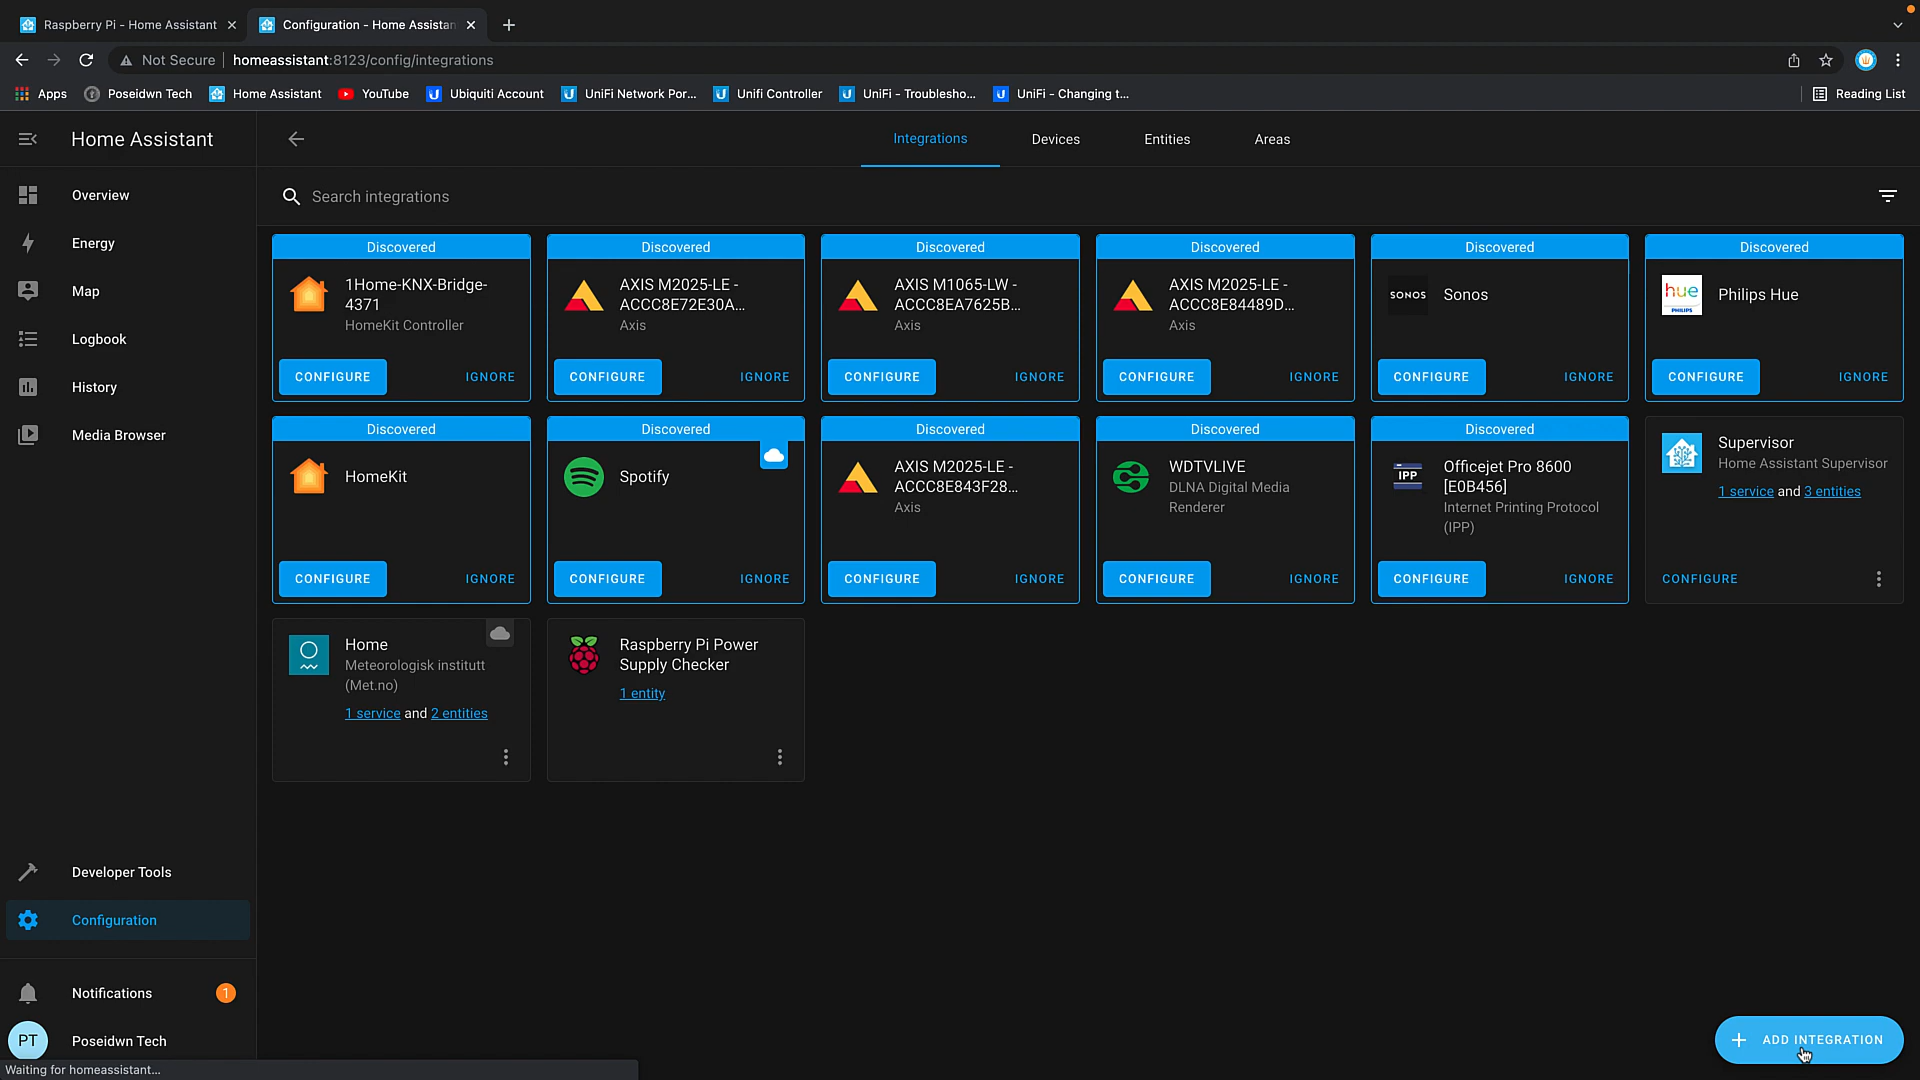 Raspberry Pi - Home Assistant
Configuration - Home Assistan
Not Secure
homeassistant:8123/config/integrations
Apps
Poseidwn Tech
Home Assistant
YouTube
Ubiquiti Account
UniFi Network Por...
Unifi Controller
UniFi - Troublesho...
UniFi - Changing t...
Reading List
Home Assistant
Overview
Energy
Map
Logbook
History
Media Browser
Developer Tools
Configuration
Notifications
1
PT
Poseidwn Tech
Waiting for homeassistant...
Integrations
Devices
Entities
Areas
Search integrations
Discovered
1Home-KNX-Bridge-
4371
HomeKit Controller
CONFIGURE
IGNORE
Discovered
AXIS M2025-LE -
ACCC8E72E30A...
Axis
CONFIGURE
IGNORE
Discovered
AXIS M1065-LW -
ACCC8EA7625B...
Axis
CONFIGURE
IGNORE
Discovered
AXIS M2025-LE -
ACCC8E84489D...
Axis
CONFIGURE
IGNORE
Discovered
SONOS
Sonos
CONFIGURE
IGNORE
Discovered
hue
PHILIPS
Philips Hue
CONFIGURE
IGNORE
Discovered
HomeKit
CONFIGURE
IGNORE
Discovered
Spotify
CONFIGURE
IGNORE
Discovered
AXIS M2025-LE -
ACCC8E843F28...
Axis
CONFIGURE
IGNORE
Discovered
WDTVLIVE
DLNA Digital Media
Renderer
CONFIGURE
IGNORE
Discovered
IPP
Officejet Pro 8600
[E0B456]
Internet Printing Protocol
(IPP)
CONFIGURE
IGNORE
Supervisor
Home Assistant Supervisor
1 service and 3 entities
CONFIGURE
Home
Meteorologisk institutt
(Met.no)
1 service and 2 entities
Raspberry Pi Power
Supply Checker
1 entity
ADD INTEGRATION